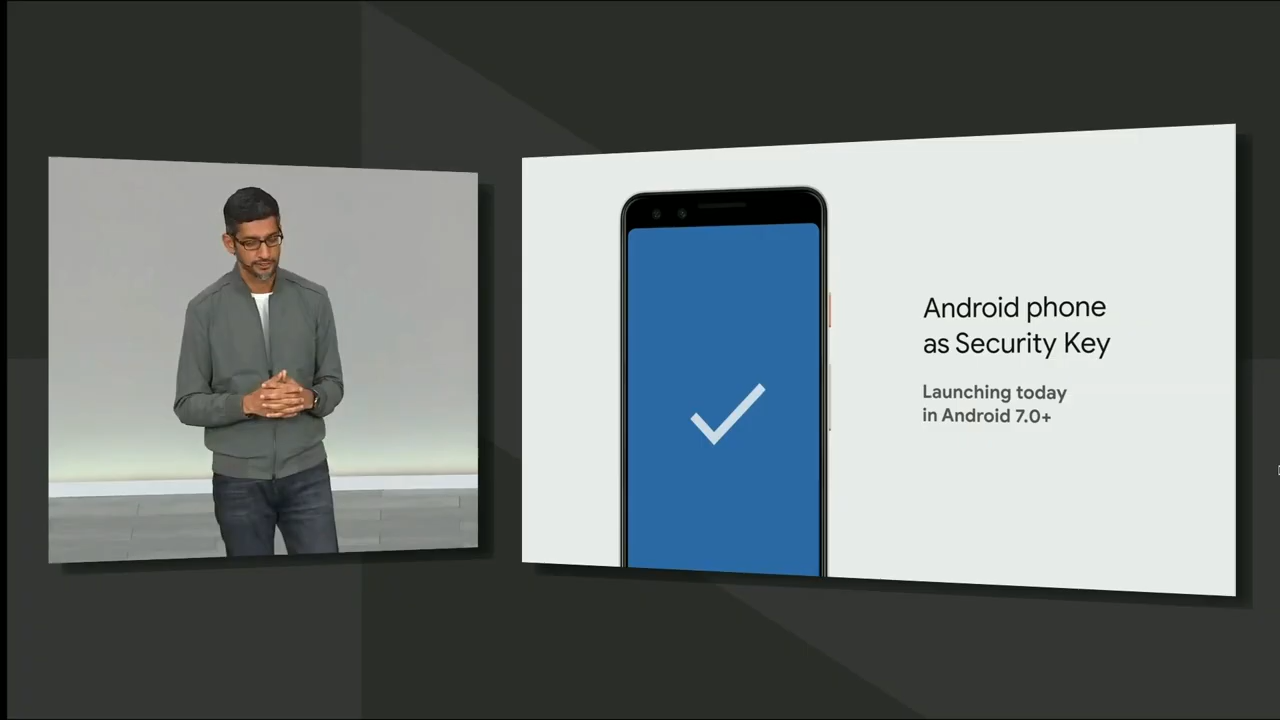 Android phone
as Security Key
Launching today
in Android 7.0+